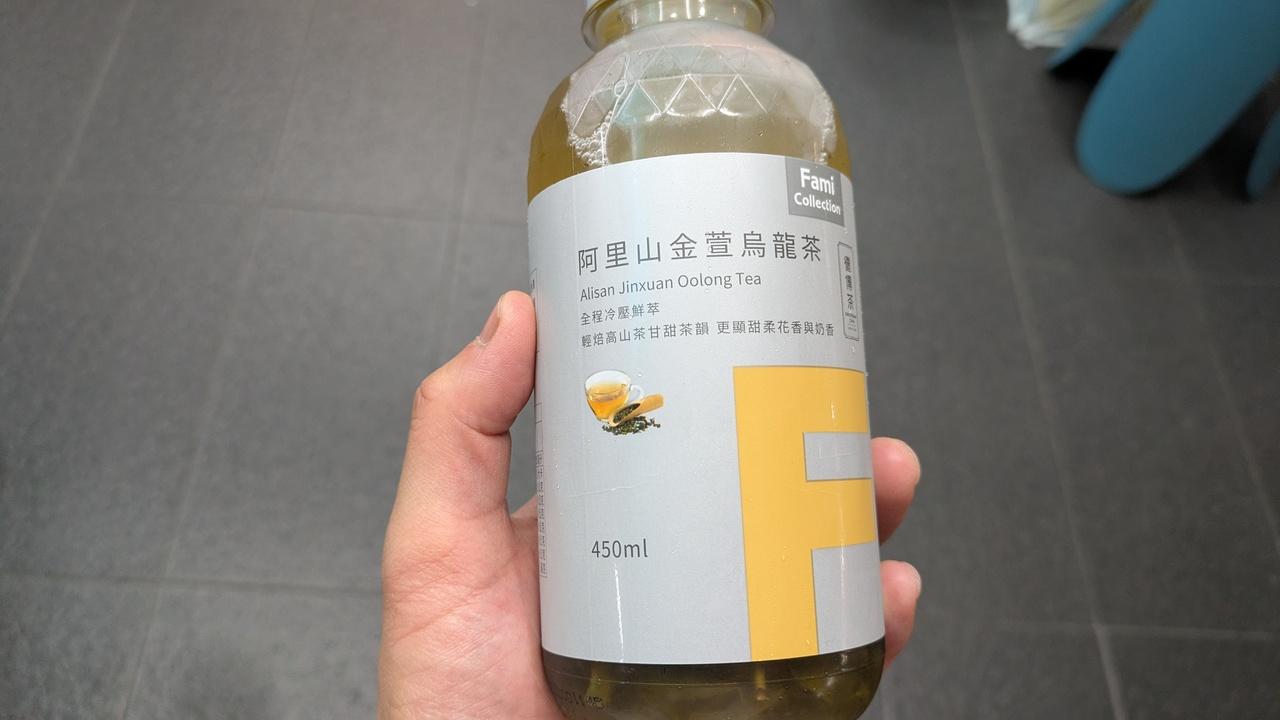 Fami
Collection
阿里山金萱烏龍茶
Alisan Jinxuan Oolong Tea
全程冷壓鮮萃
輕焙高山茶甘甜茶韻 更顯甜柔花香與奶香
450ml
F